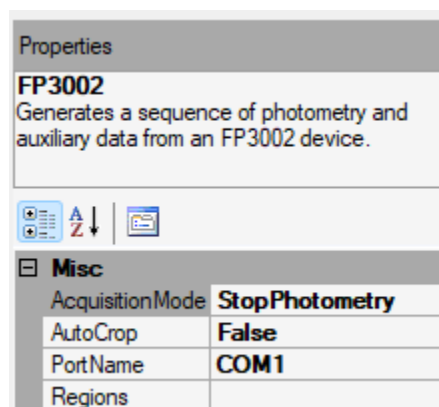 Properties
FP3002
Generates a sequence of photometry and
auxiliary data from an FP3002 device.
A
Z
Misc
AcquisitionMode StopPhotometry
AutoCrop False
PortName COM1
Regions